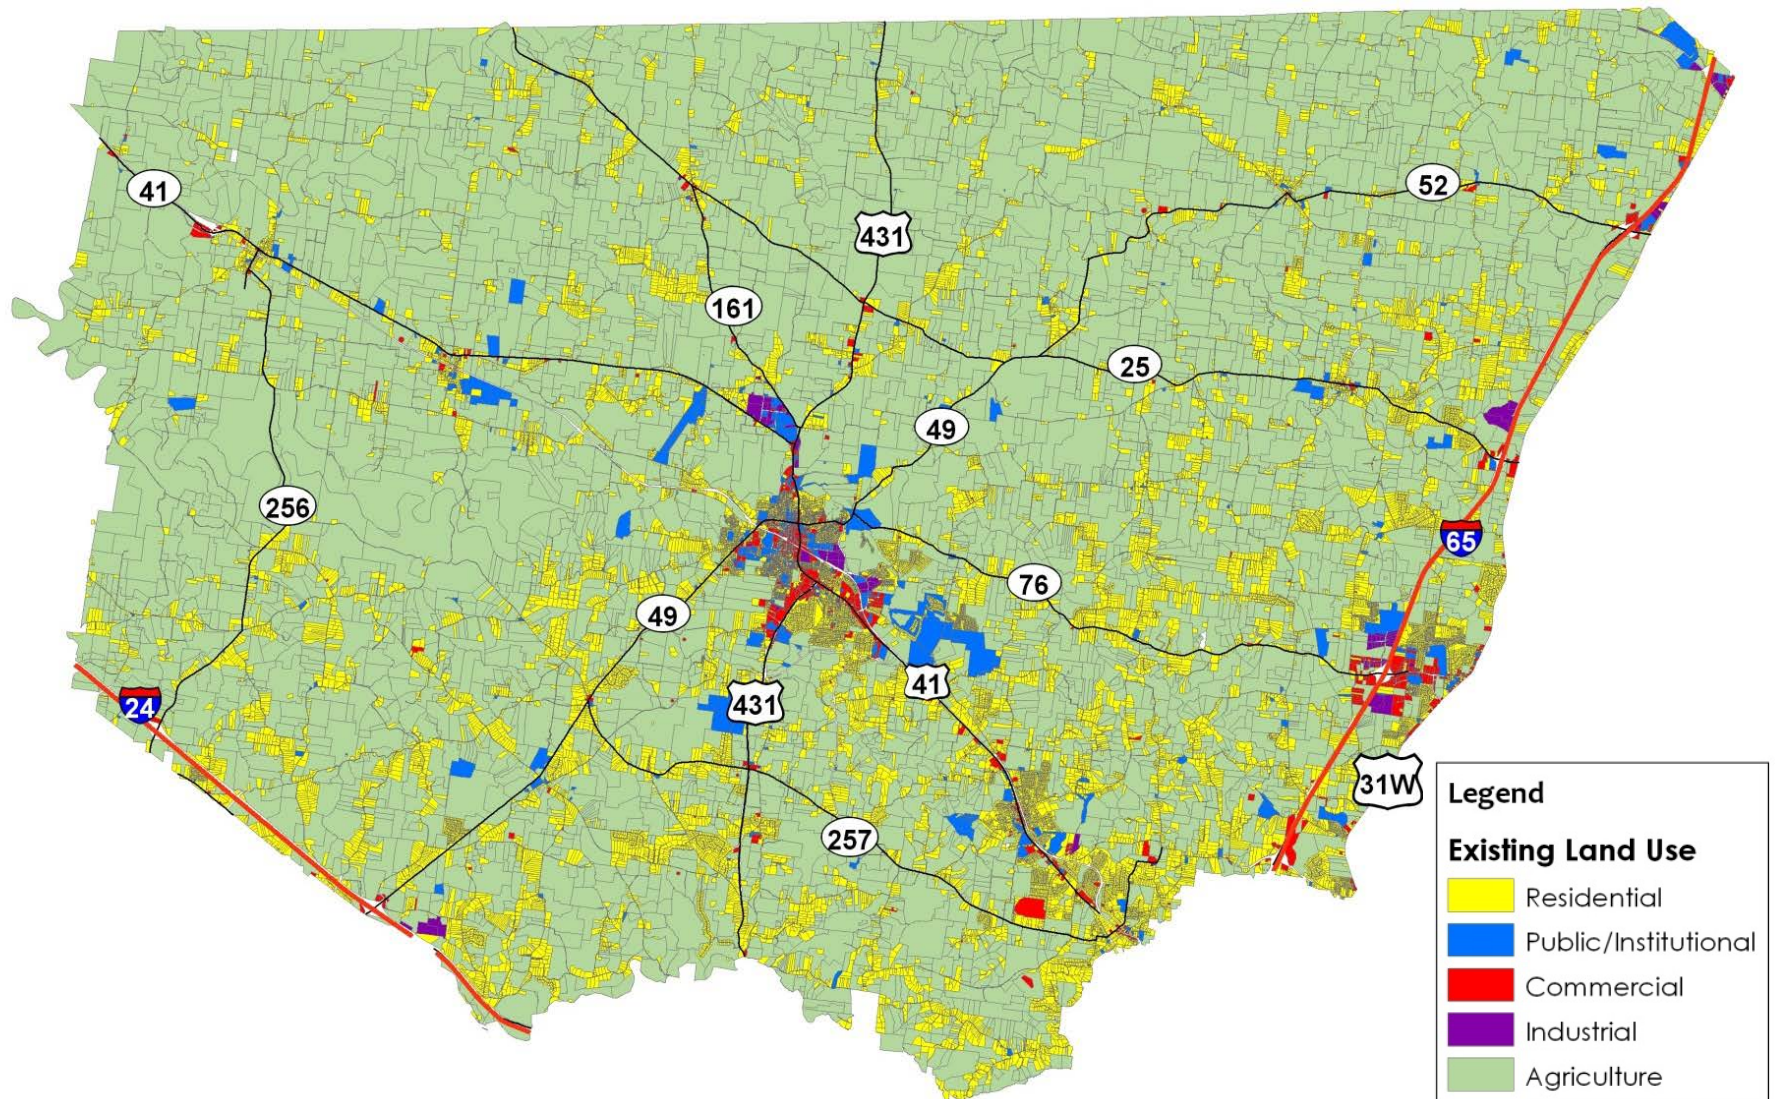 41
52
431
161
25
49
256
65
76
49
41
24
431
31W
257
Legend
Existing Land Use
Residential
Public/Institutional
Commercial
Industrial
Agriculture